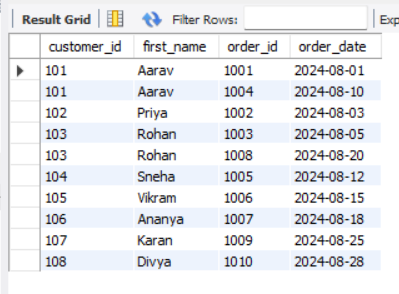 Result Grid Filter Rows: Exp
customer_id first_name order_id order_date
101 Aarav 1001 2024-08-01
101 Aarav 1004 2024-08-10
102 Priya 1002 2024-08-03
103 Rohan 1003 2024-08-05
103 Rohan 1008 2024-08-20
104 Sneha 1005 2024-08-12
105 Vikram 1006 2024-08-15
106 Ananya 1007 2024-08-18
107 Karan 1009 2024-08-25
108 Divya 1010 2024-08-28